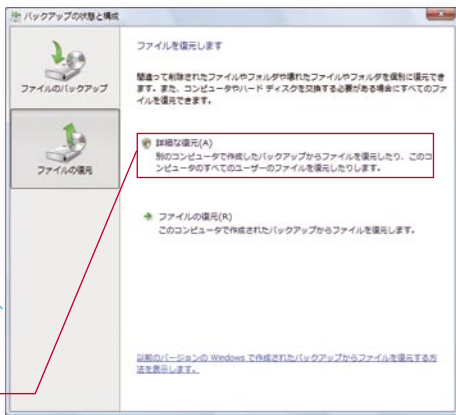 バックアップの状態と構成
ファイルのバックアップ
ファイルの復元
ファイルを復元します
間違って削除されたファイルやフォルダや壊れたファイルやフォルダを個別に復元でき
ます。また、コンピュータやハード ディスクを交換する必要がある場合にすべてのファ
イルを復元できます。
詳細な復元(A)
別のコンピュータで作成したバックアップからファイルを復元したり、このコ
ンピュータのすべてのユーザーのファイルを復元したりします。
ファイルの復元(R)
このコンピュータで作成されたバックアップからファイルを復元します。
以前のバージョンの Windows で作成されたバックアップからファイルを復元する方
法を表示します。